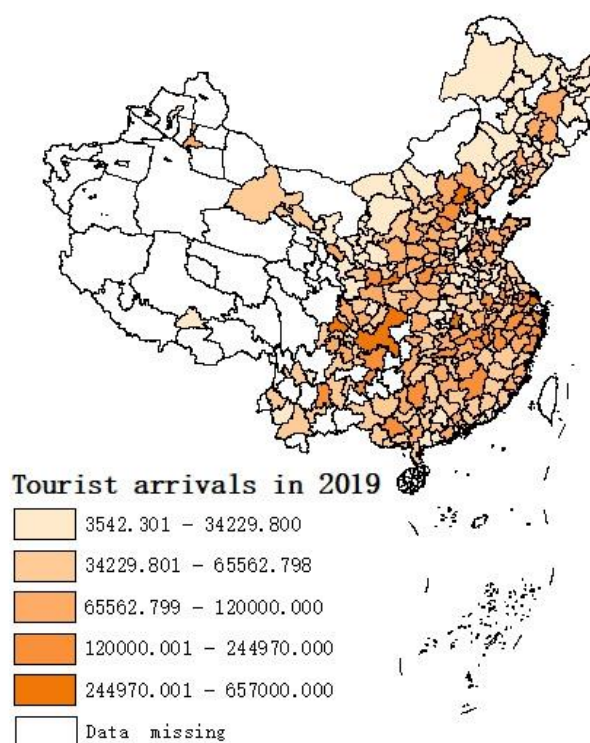 Tourist arrivals in 2019
3542.301 - 34229.800
34229.801 - 65562.798
65562.799 - 120000.000
120000.001 - 244970.000
244970.001 - 657000.000
Data missing